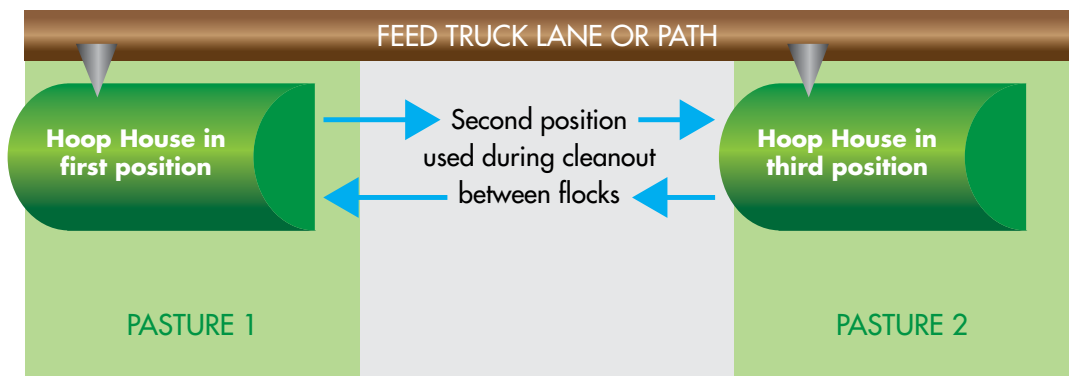 FEED TRUCK LANE OR PATH
Hoop House in
first position
Second position
used during cleanout
between flocks
Hoop House in
third position
PASTURE 1
PASTURE 2